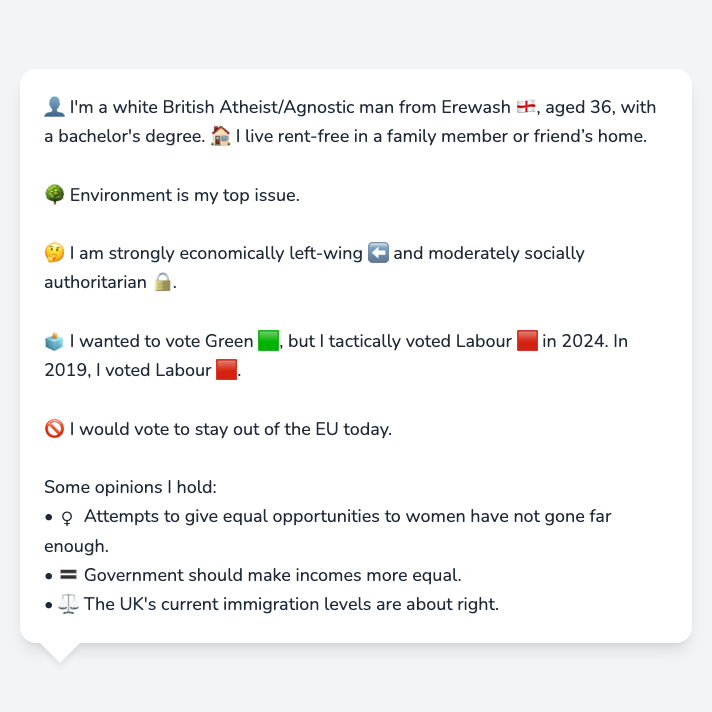 👤 I'm a white British Atheist/Agnostic man from Erewash 🏴󠁧󠁢󠁥󠁮󠁧󠁿, aged 36, with
a bachelor's degree. 🏠 I live rent-free in a family member or friend’s home.
🌳 Environment is my top issue.
🤔 I am strongly economically left-wing ⬅️ and moderately socially
authoritarian 🔒.
🗳️ I wanted to vote Green 🟩, but I tactically voted Labour 🟥 in 2024. In
2019, I voted Labour 🟥.
🚫 I would vote to stay out of the EU today.
Some opinions I hold:
• ♀ Attempts to give equal opportunities to women have not gone far
enough.
• 🟰 Government should make incomes more equal.
• ⚖️ The UK's current immigration levels are about right.